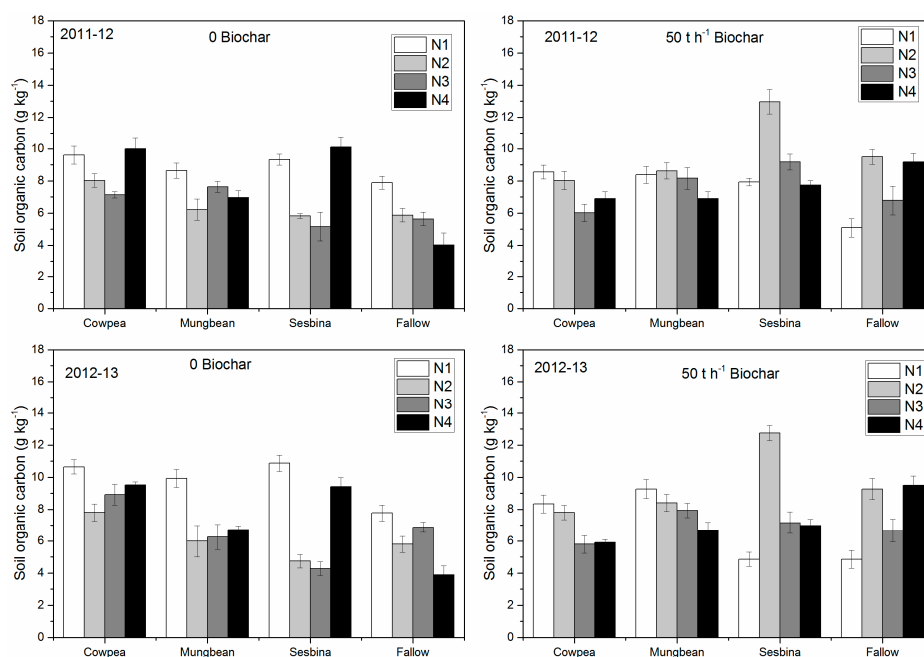 2011-12
0 Biochar
N1
N2
N3
N4
Soil organic carbon (g kg⁻¹)
18
16
14
12
10
8
6
4
2
0
Cowpea Mungbean Sesbina Fallow
2011-12
50 t h⁻¹ Biochar
N1
N2
N3
N4
Soil organic carbon (g kg⁻¹)
18
16
14
12
10
8
6
4
2
0
Cowpea Mungbean Sesbina Fallow
2012-13
0 Biochar
N1
N2
N3
N4
Soil organic carbon (g kg⁻¹)
18
16
14
12
10
8
6
4
2
0
Cowpea Mungbean Sesbina Fallow
2012-13
50 t h⁻¹ Biochar
N1
N2
N3
N4
Soil organic carbon (g kg⁻¹)
18
16
14
12
10
8
6
4
2
0
Cowpea Mungbean Sesbina Fallow